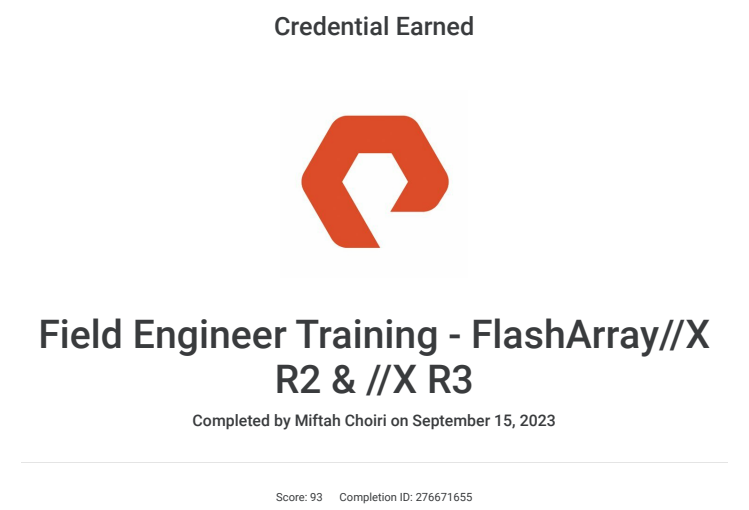 Credential Earned
Field Engineer Training - FlashArray//X
R2 & //X R3
Completed by Miftah Choiri on September 15, 2023
Score: 93 Completion ID: 276671655